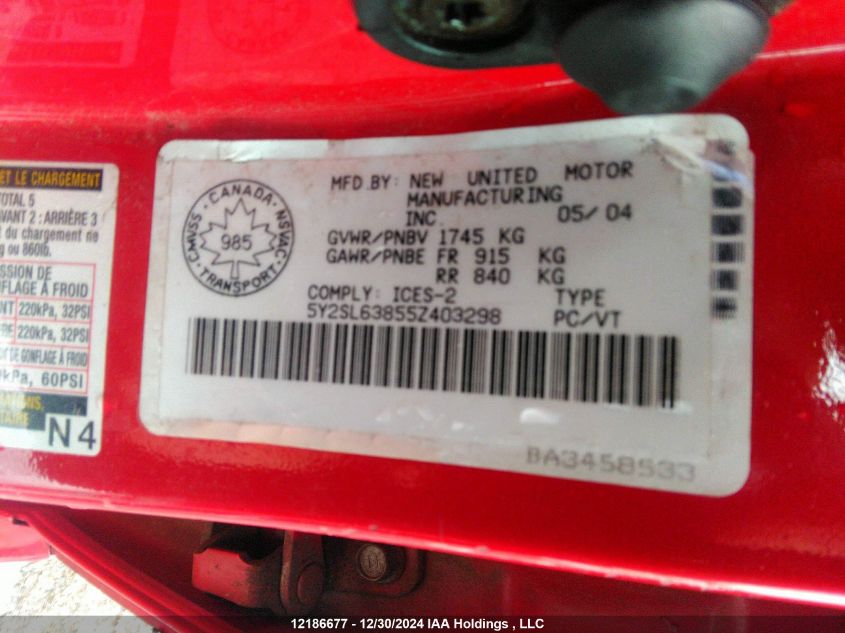 ET LE CHARGEMENT
TOTAL 5
AVANT 2 : ARRIÈRE 3
du chargement ne
ou 860lb.
SSION DE
NFLAGE À FROID
220kPa, 32PSI
220kPa, 32PSI
DE GONFLAGE À FROID
kPa, 60PSI
N4
CANADA
CMVSS NSVAC
985
TRANSPORT
MFD.BY: NEW UNITED MOTOR
MANUFACTURING
INC. 05/04
GVWR/PNBV 1745 KG
GAWR/PNBE FR 915 KG
RR 840 KG
COMPLY: ICES-2 TYPE
5Y2SL63855Z403298 PC/VT
BA3458533
12186677 - 12/30/2024 IAA Holdings , LLC